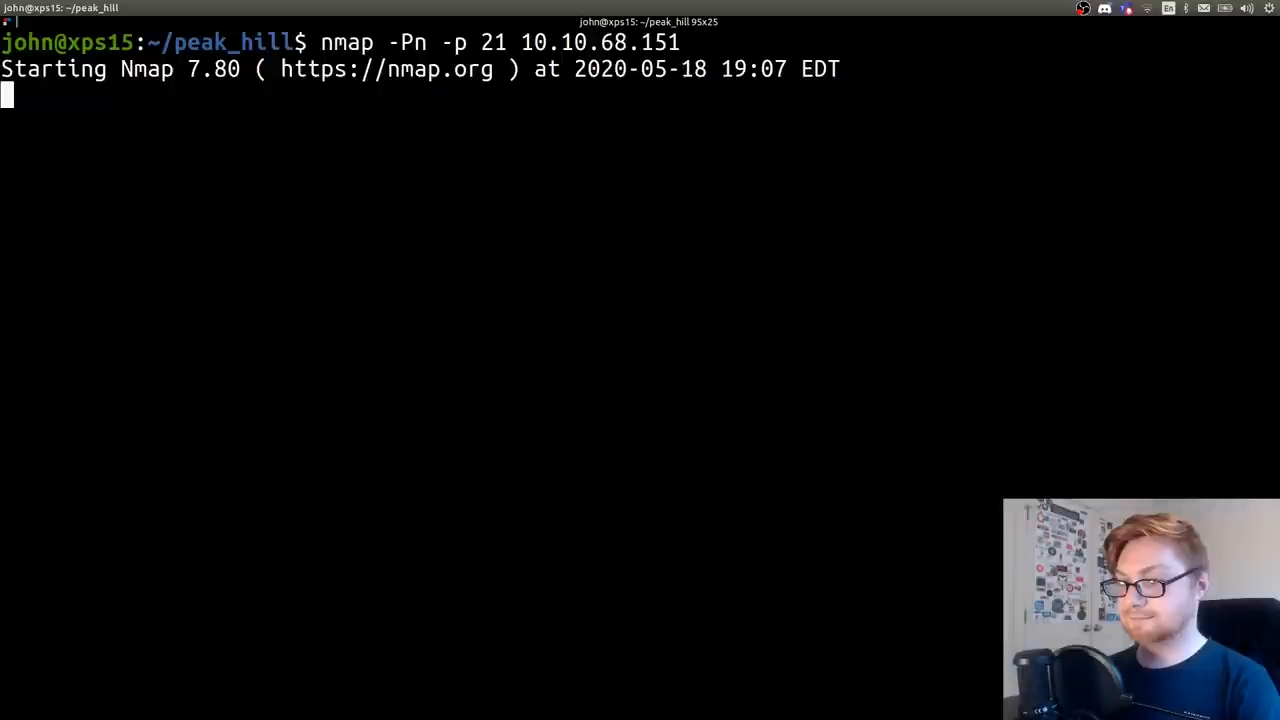 john@xps15: ~/peak_hill
En
john@xps15: ~/peak_hill 95x25
john@xps15:~/peak_hill$ nmap -Pn -p 21 10.10.68.151
Starting Nmap 7.80 ( https://nmap.org ) at 2020-05-18 19:07 EDT